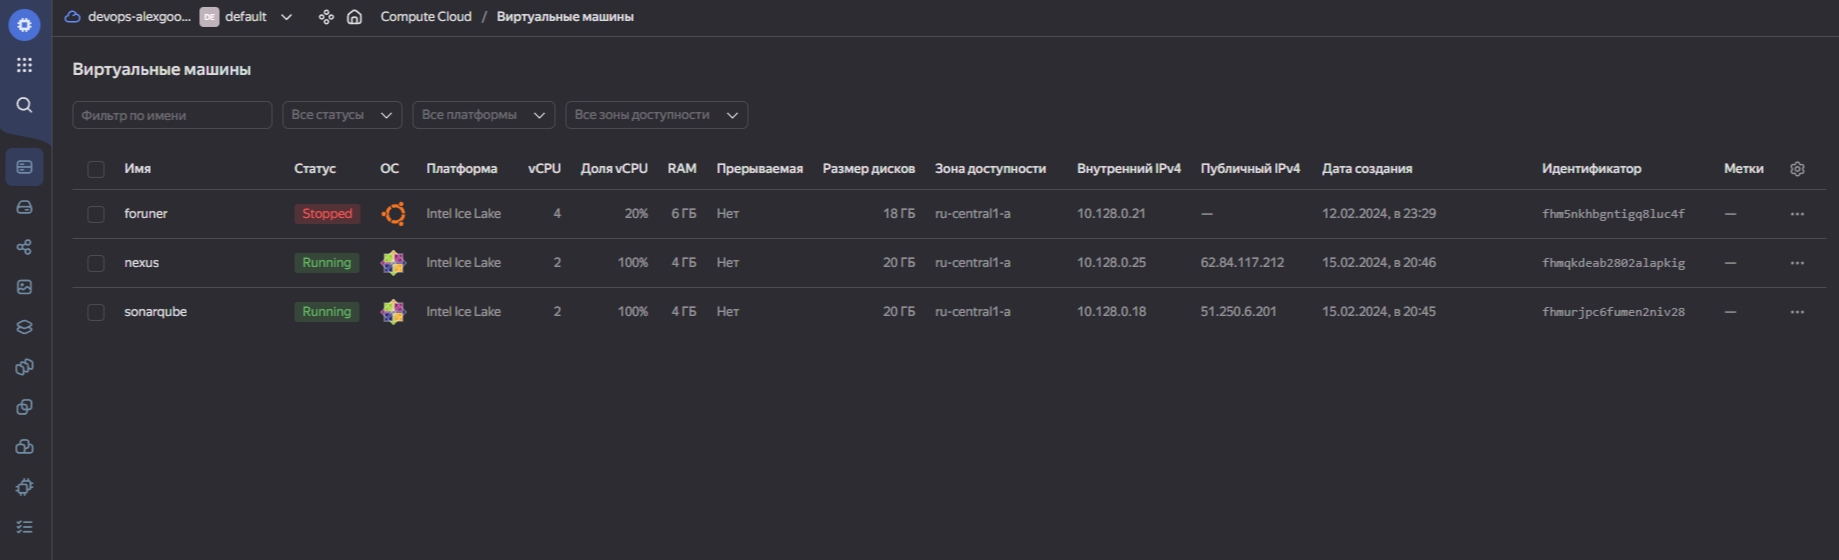 devops-alexgoo... DE default Compute Cloud / Виртуальные машины
Виртуальные машины
Фильтр по имени Все статусы Все платформы Все зоны доступности
Имя Статус ОС Платформа vCPU Доля vCPU RAM Прерываемая Размер дисков Зона доступности Внутренний IPv4 Публичный IPv4 Дата создания Идентификатор Метки
foruner Stopped Intel Ice Lake 4 20% 6 ГБ Нет 18 ГБ ru-central1-a 10.128.0.21 — 12.02.2024, в 23:29 fhm5nkhbgntigq8luc4f —
nexus Running Intel Ice Lake 2 100% 4 ГБ Нет 20 ГБ ru-central1-a 10.128.0.25 62.84.117.212 15.02.2024, в 20:46 fhmqkdeab2802alapkig —
sonarqube Running Intel Ice Lake 2 100% 4 ГБ Нет 20 ГБ ru-central1-a 10.128.0.18 51.250.6.201 15.02.2024, в 20:45 fhmurjpc6fumen2niv28 —